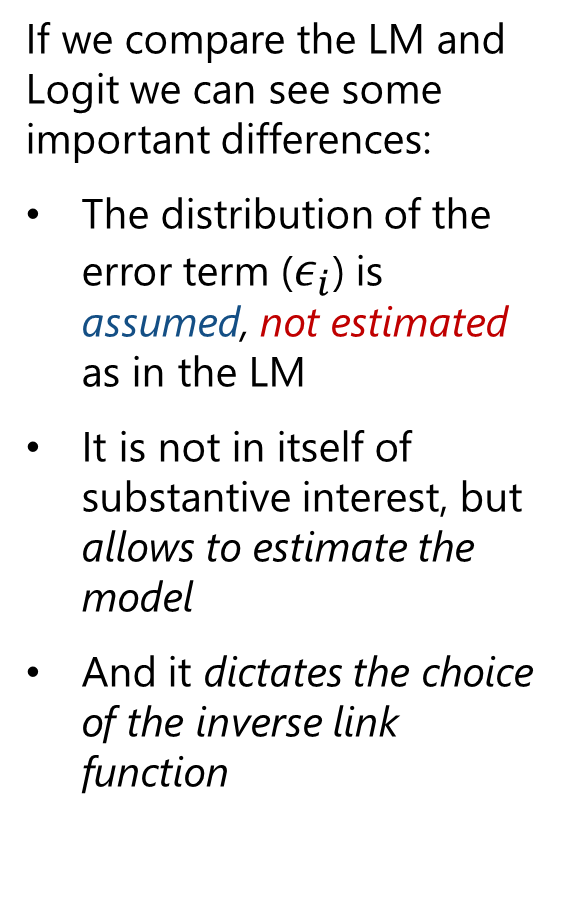 If we compare the LM and
Logit we can see some
important differences:
• The distribution of the
error term (ϵᵢ) is
assumed, not estimated
as in the LM
• It is not in itself of
substantive interest, but
allows to estimate the
model
• And it dictates the choice
of the inverse link
function